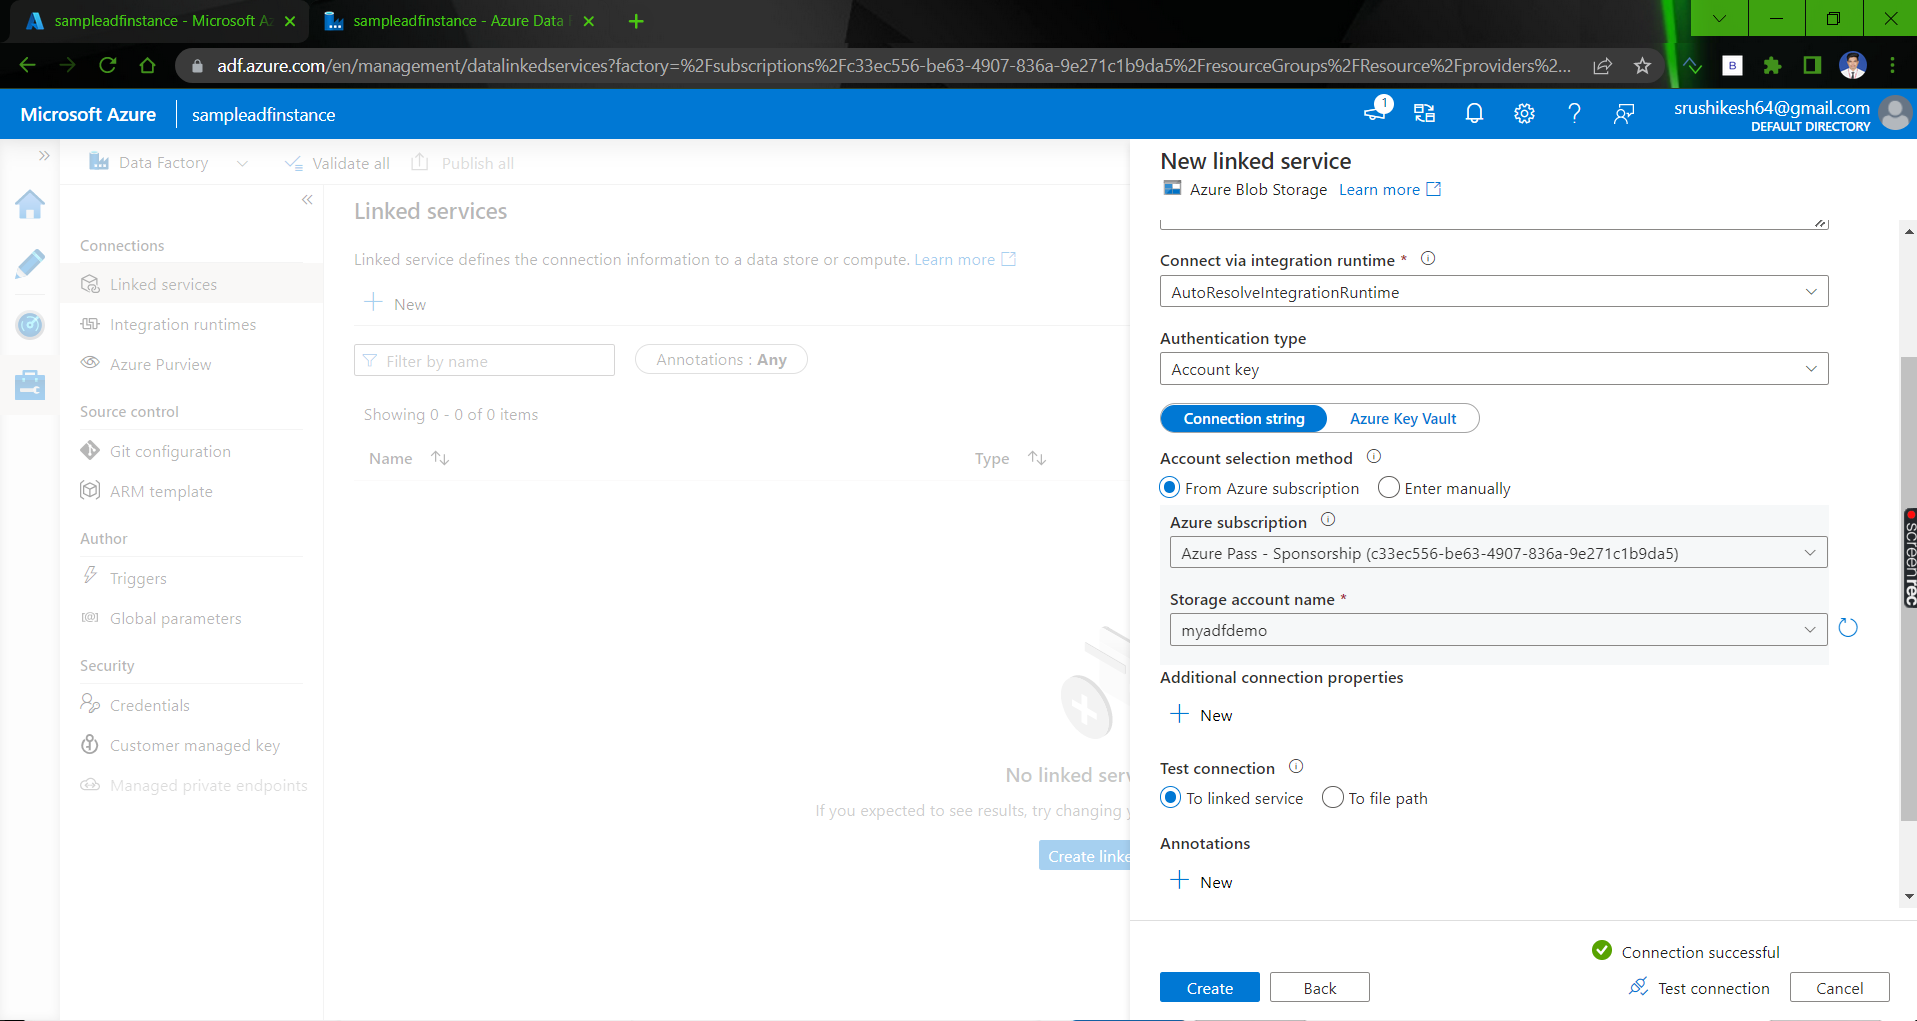 sampleadfinstance - Microsoft Az
sampleadfinstance - Azure Data
adf.azure.com/en/management/datalinkedservices?factory=%2Fsubscriptions%2Fc33ec556-be63-4907-836a-9e271c1b9da5%2FresourceGroups%2FResource%2Fproviders%2...
B
Microsoft Azure
sampleadfinstance
1
srushikesh64@gmail.com
DEFAULT DIRECTORY
Data Factory
Validate all
Publish all
Connections
Linked services
Integration runtimes
Azure Purview
Source control
Git configuration
ARM template
Author
Triggers
Global parameters
Security
Credentials
Customer managed key
Managed private endpoints
Linked services
Linked service defines the connection information to a data store or compute. Learn more
New
Filter by name
Annotations : Any
Showing 0 - 0 of 0 items
Name
Type
No linked serv
If you expected to see results, try changing y
Create linke
New linked service
Azure Blob Storage Learn more
Connect via integration runtime *
AutoResolveIntegrationRuntime
Authentication type
Account key
Connection string
Azure Key Vault
Account selection method
From Azure subscription
Enter manually
Azure subscription
Azure Pass - Sponsorship (c33ec556-be63-4907-836a-9e271c1b9da5)
Storage account name *
myadfdemo
Additional connection properties
New
Test connection
To linked service
To file path
Annotations
New
Connection successful
Create
Back
Test connection
Cancel
screenrec